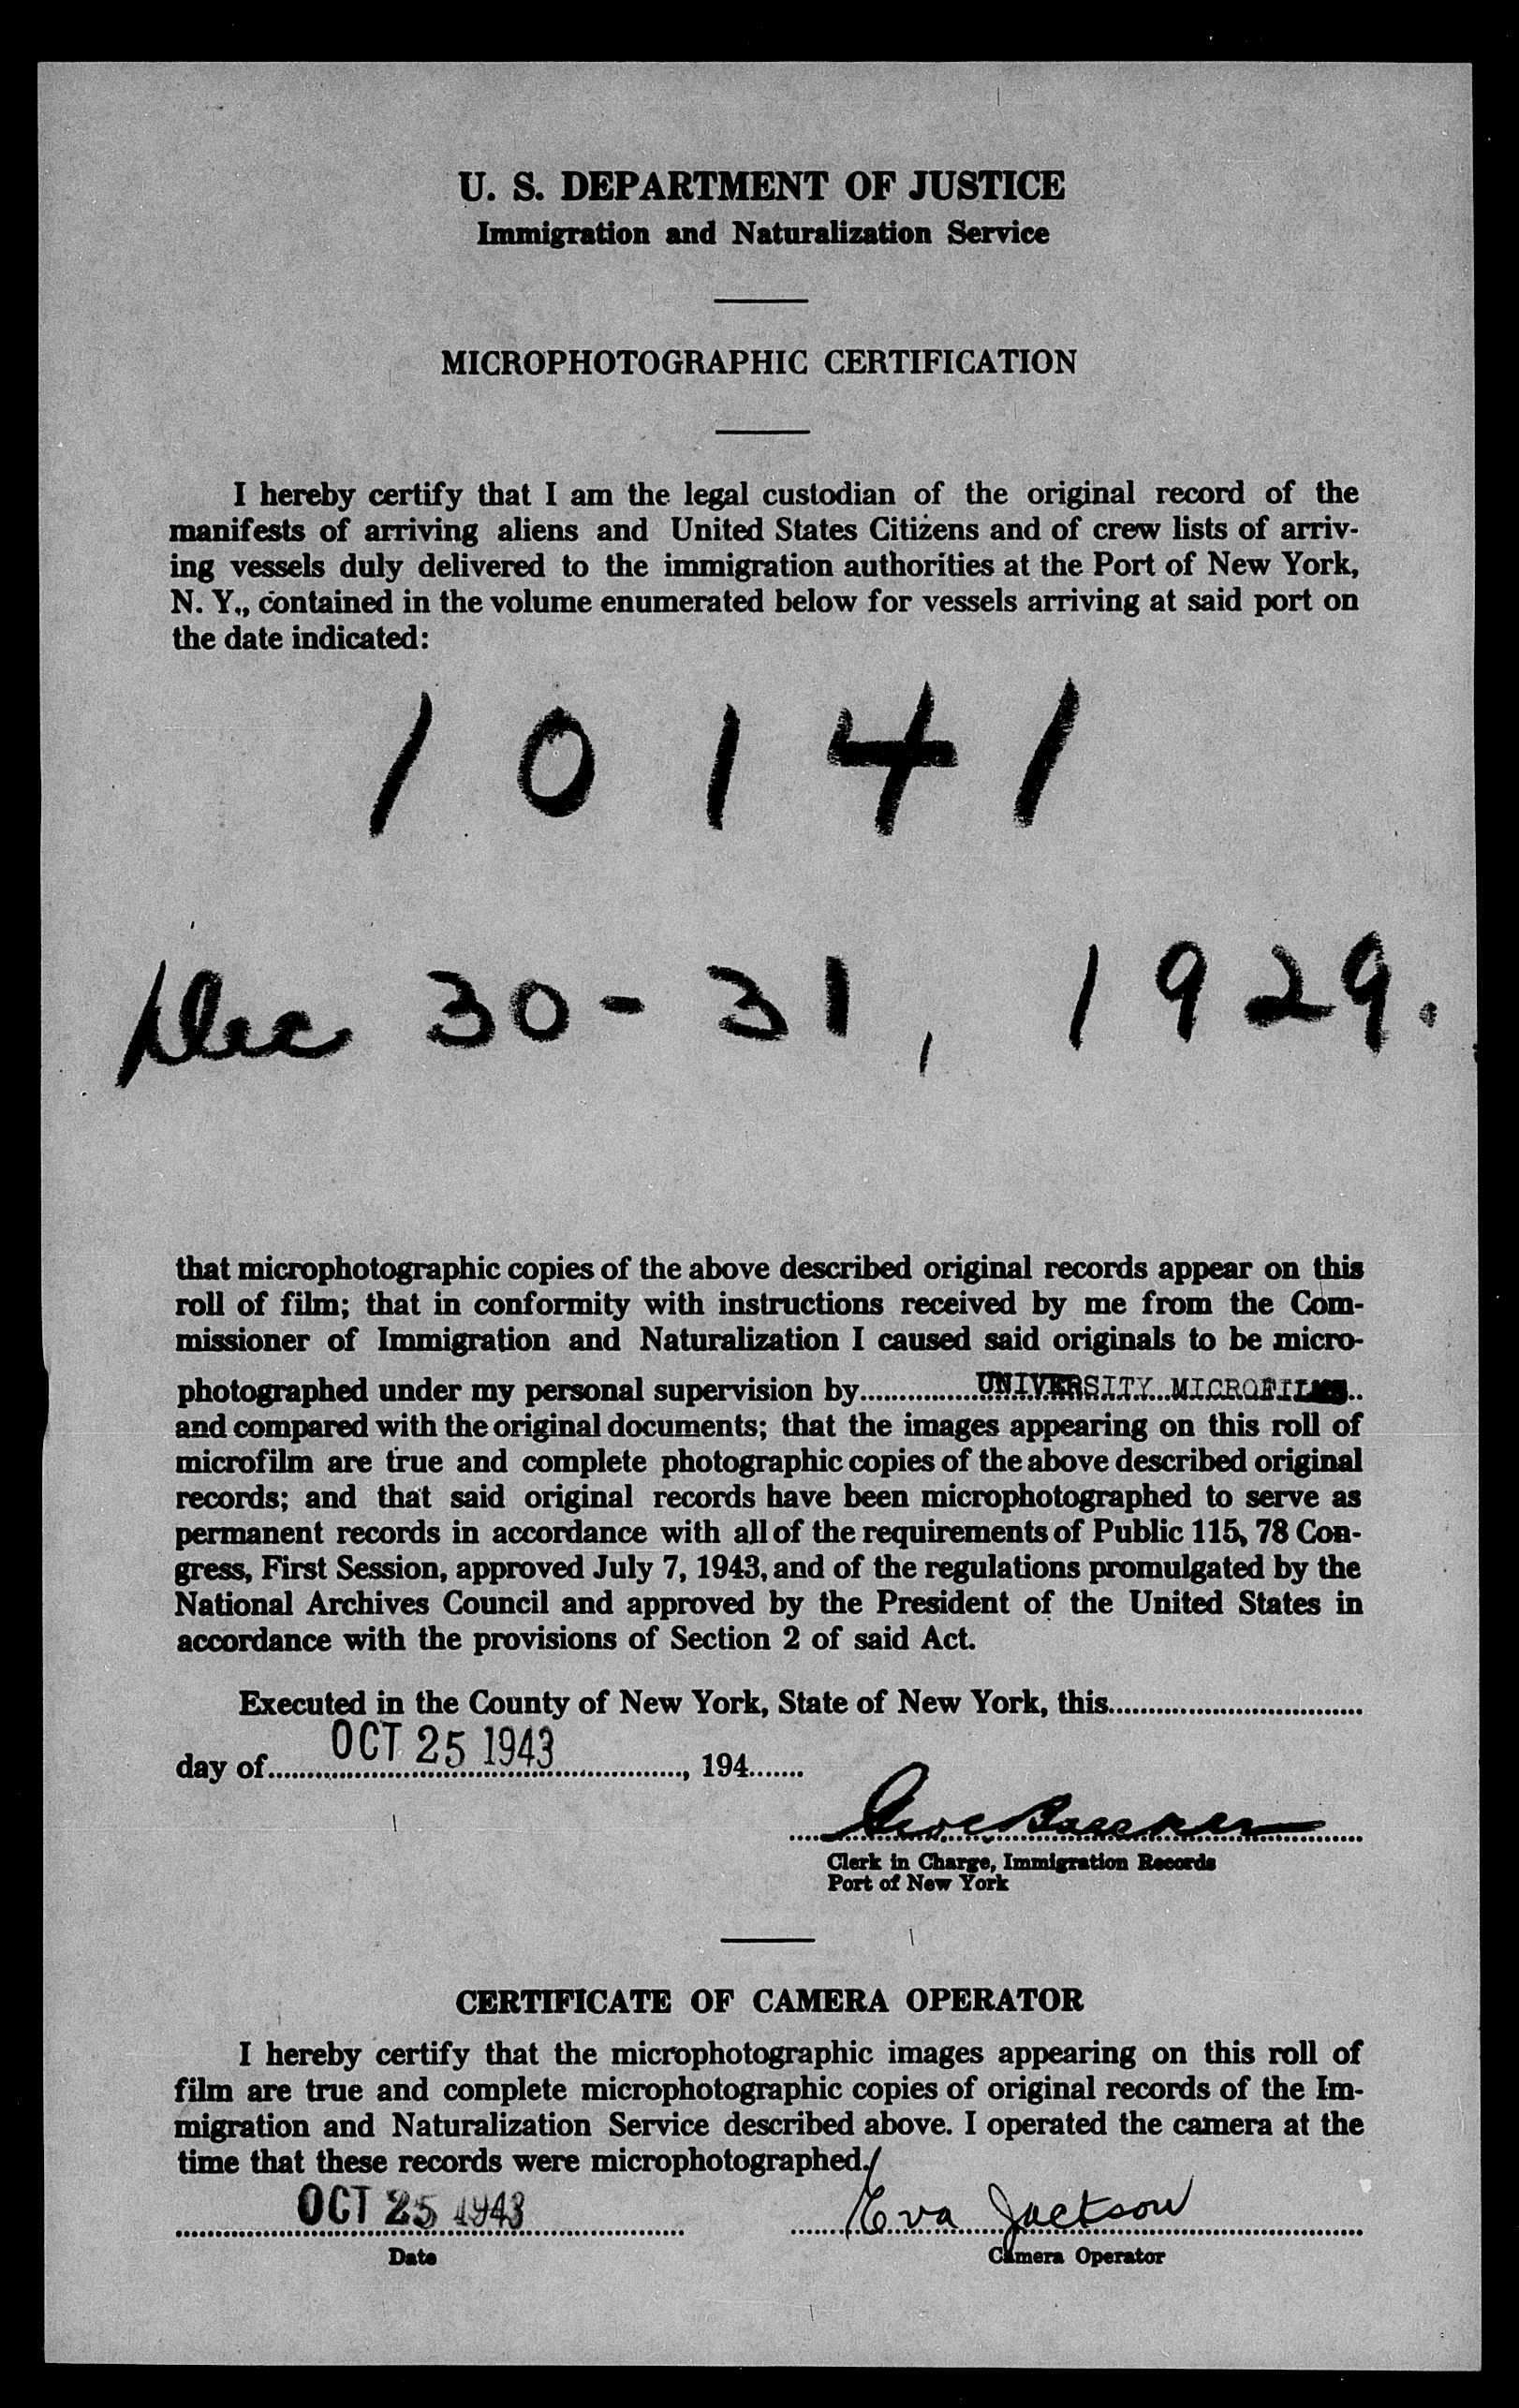 U. S. DEPARTMENT OF JUSTICE
Immigration and Naturalization Service
MICROPHOTOGRAPHIC CERTIFICATION
I hereby certify that I am the legal custodian of the original record of the
manifests of arriving aliens and United States Citizens and of crew lists of arriv-
ing vessels duly delivered to the immigration authorities at the Port of New York,
N. Y., contained in the volume enumerated below for vessels arriving at said port on
the date indicated:
10141
Dec 30-31, 1929.
that microphotographic copies of the above described original records appear on this
roll of film; that in conformity with instructions received by me from the Com-
missioner of Immigration and Naturalization I caused said originals to be micro-
photographed under my personal supervision by UNIVERSITY MICROFILMS
and compared with the original documents; that the images appearing on this roll of
microfilm are true and complete photographic copies of the above described original
records; and that said original records have been microphotographed to serve as
permanent records in accordance with all of the requirements of Public 115, 78 Con-
gress, First Session, approved July 7, 1943, and of the regulations promulgated by the
National Archives Council and approved by the President of the United States in
accordance with the provisions of Section 2 of said Act.
Executed in the County of New York, State of New York, this
day of OCT 25 1943, 194
Clerk in Charge, Immigration Records
Port of New York
CERTIFICATE OF CAMERA OPERATOR
I hereby certify that the microphotographic images appearing on this roll of
film are true and complete microphotographic copies of original records of the Im-
migration and Naturalization Service described above. I operated the camera at the
time that these records were microphotographed.
OCT 25 1943 Eva Jackson
Date Camera Operator